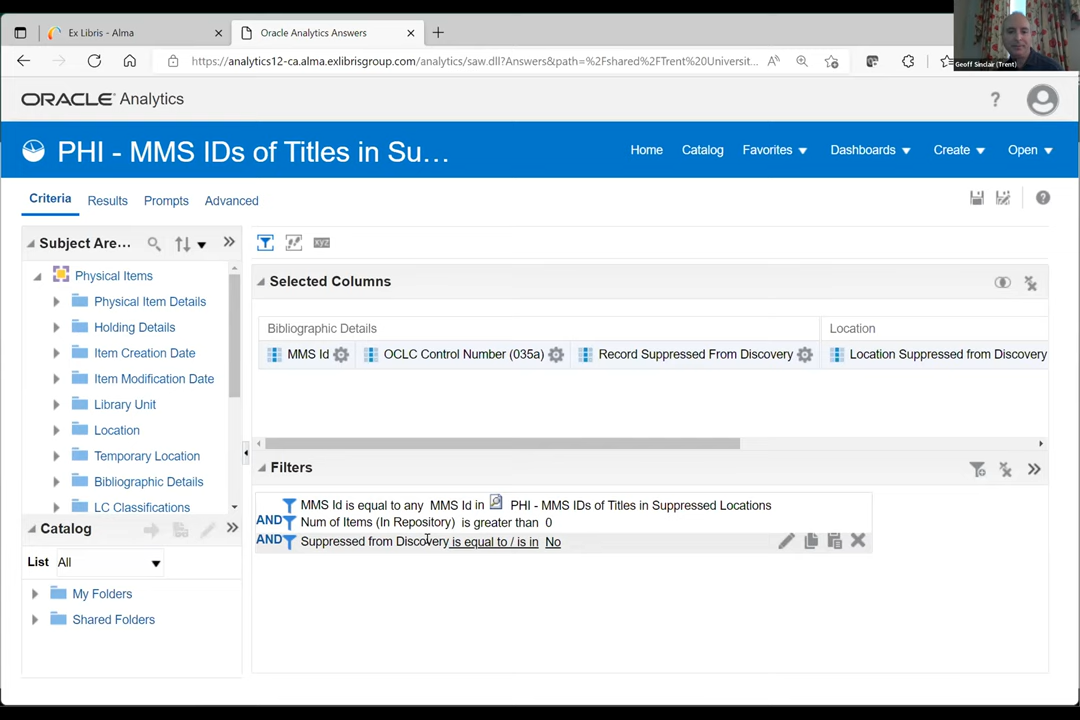 Ex Libris - Alma
Oracle Analytics Answers
https://analytics12-ca.alma.exlibrisgroup.com/analytics/saw.dll?Answers&path=%2Fshared%2FTrent%20Universit...
Geoff Sinclair (Trent)
ORACLE Analytics
PHI - MMS IDs of Titles in Su...
Home Catalog Favorites Dashboards Create Open
Criteria Results Prompts Advanced
Subject Are...
Physical Items
Physical Item Details
Holding Details
Item Creation Date
Item Modification Date
Library Unit
Location
Temporary Location
Bibliographic Details
LC Classifications
Catalog
List All
My Folders
Shared Folders
xyz
Selected Columns
Bibliographic Details Location
MMS Id OCLC Control Number (035a) Record Suppressed From Discovery Location Suppressed from Discovery
Filters
MMS Id is equal to any MMS Id in PHI - MMS IDs of Titles in Suppressed Locations
AND Num of Items (In Repository) is greater than 0
AND Suppressed from Discovery is equal to / is in No